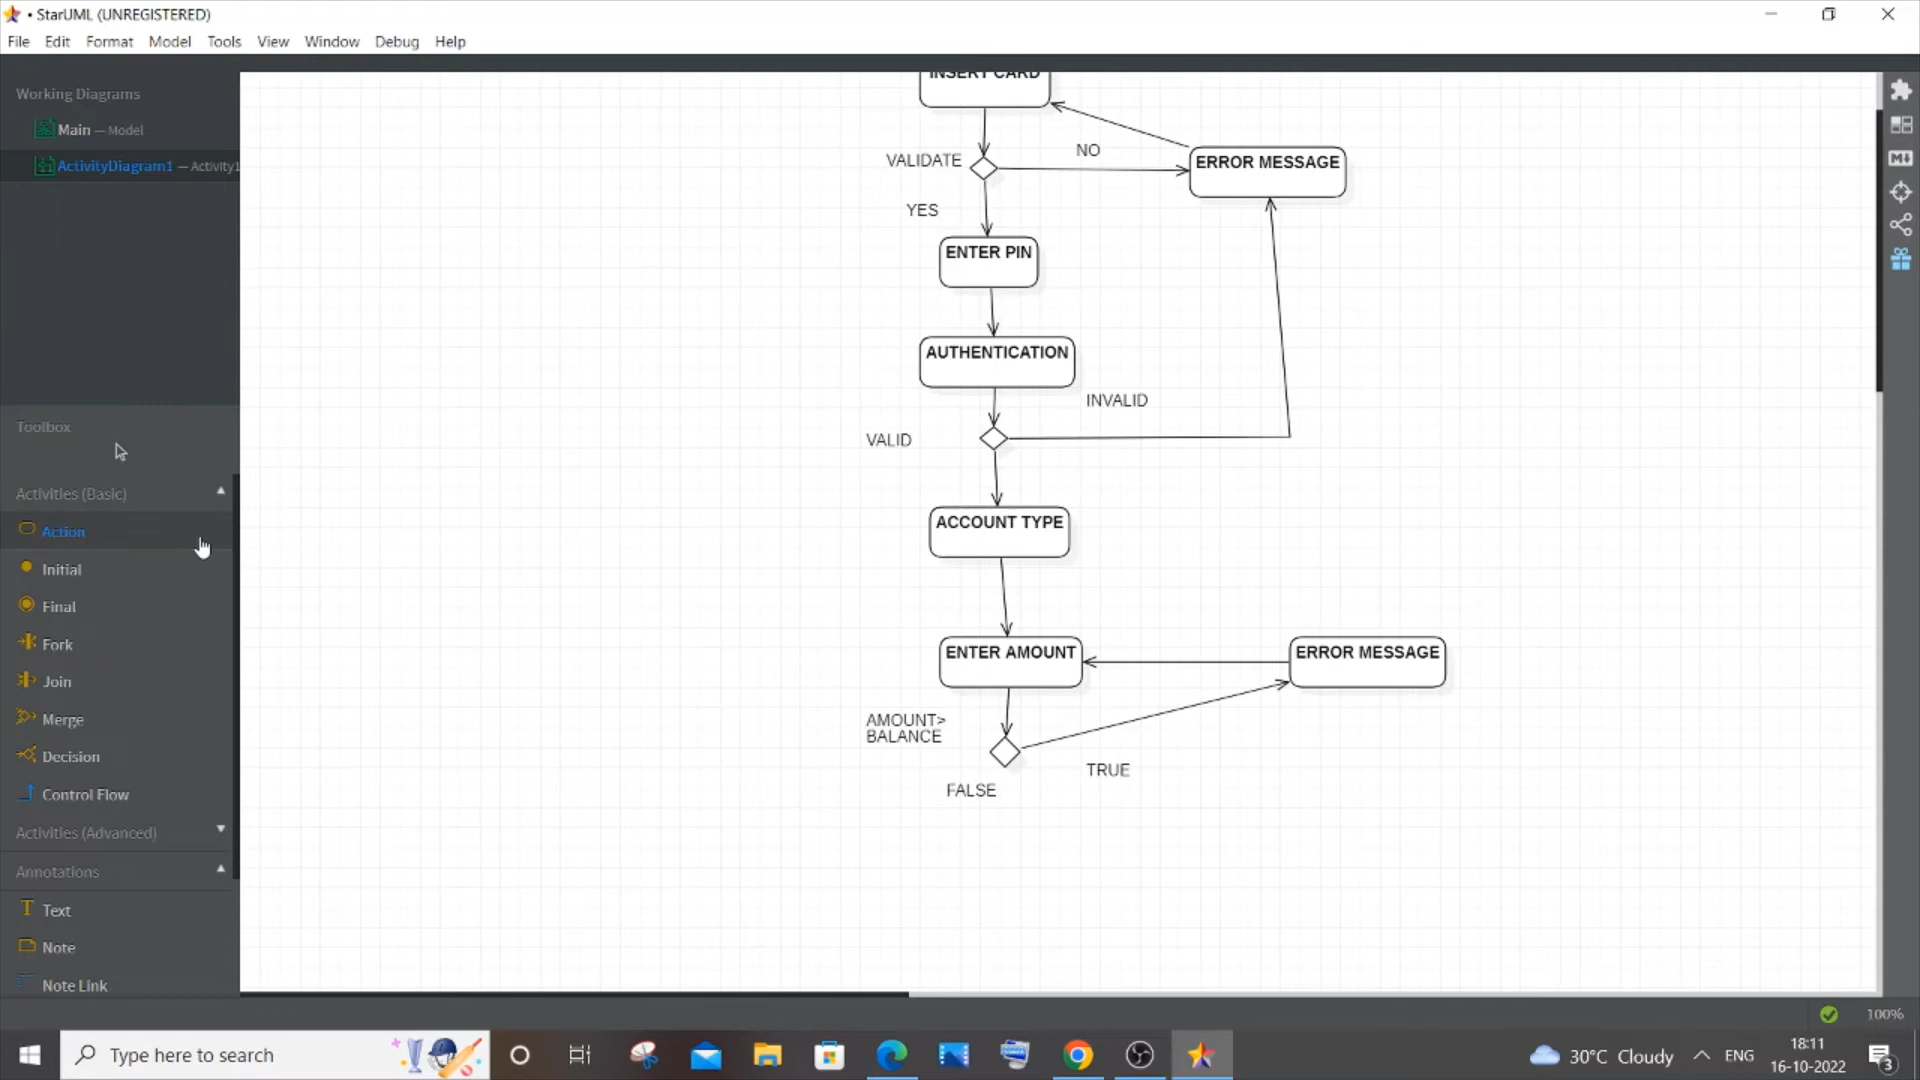 • StarUML (UNREGISTERED)
File Edit Format Model Tools View Window Debug Help
Working Diagrams
Main — Model
ActivityDiagram1 — Activity1
Toolbox
Activities (Basic)
Action
Initial
Final
Fork
Join
Merge
Decision
Control Flow
Activities (Advanced)
Annotations
Text
Note
Note Link
INSERT CARD
VALIDATE
NO
ERROR MESSAGE
YES
ENTER PIN
AUTHENTICATION
INVALID
VALID
ACCOUNT TYPE
ENTER AMOUNT
ERROR MESSAGE
AMOUNT>
BALANCE
TRUE
FALSE
100%
Type here to search
30°C Cloudy
ENG
18:11
16-10-2022
3